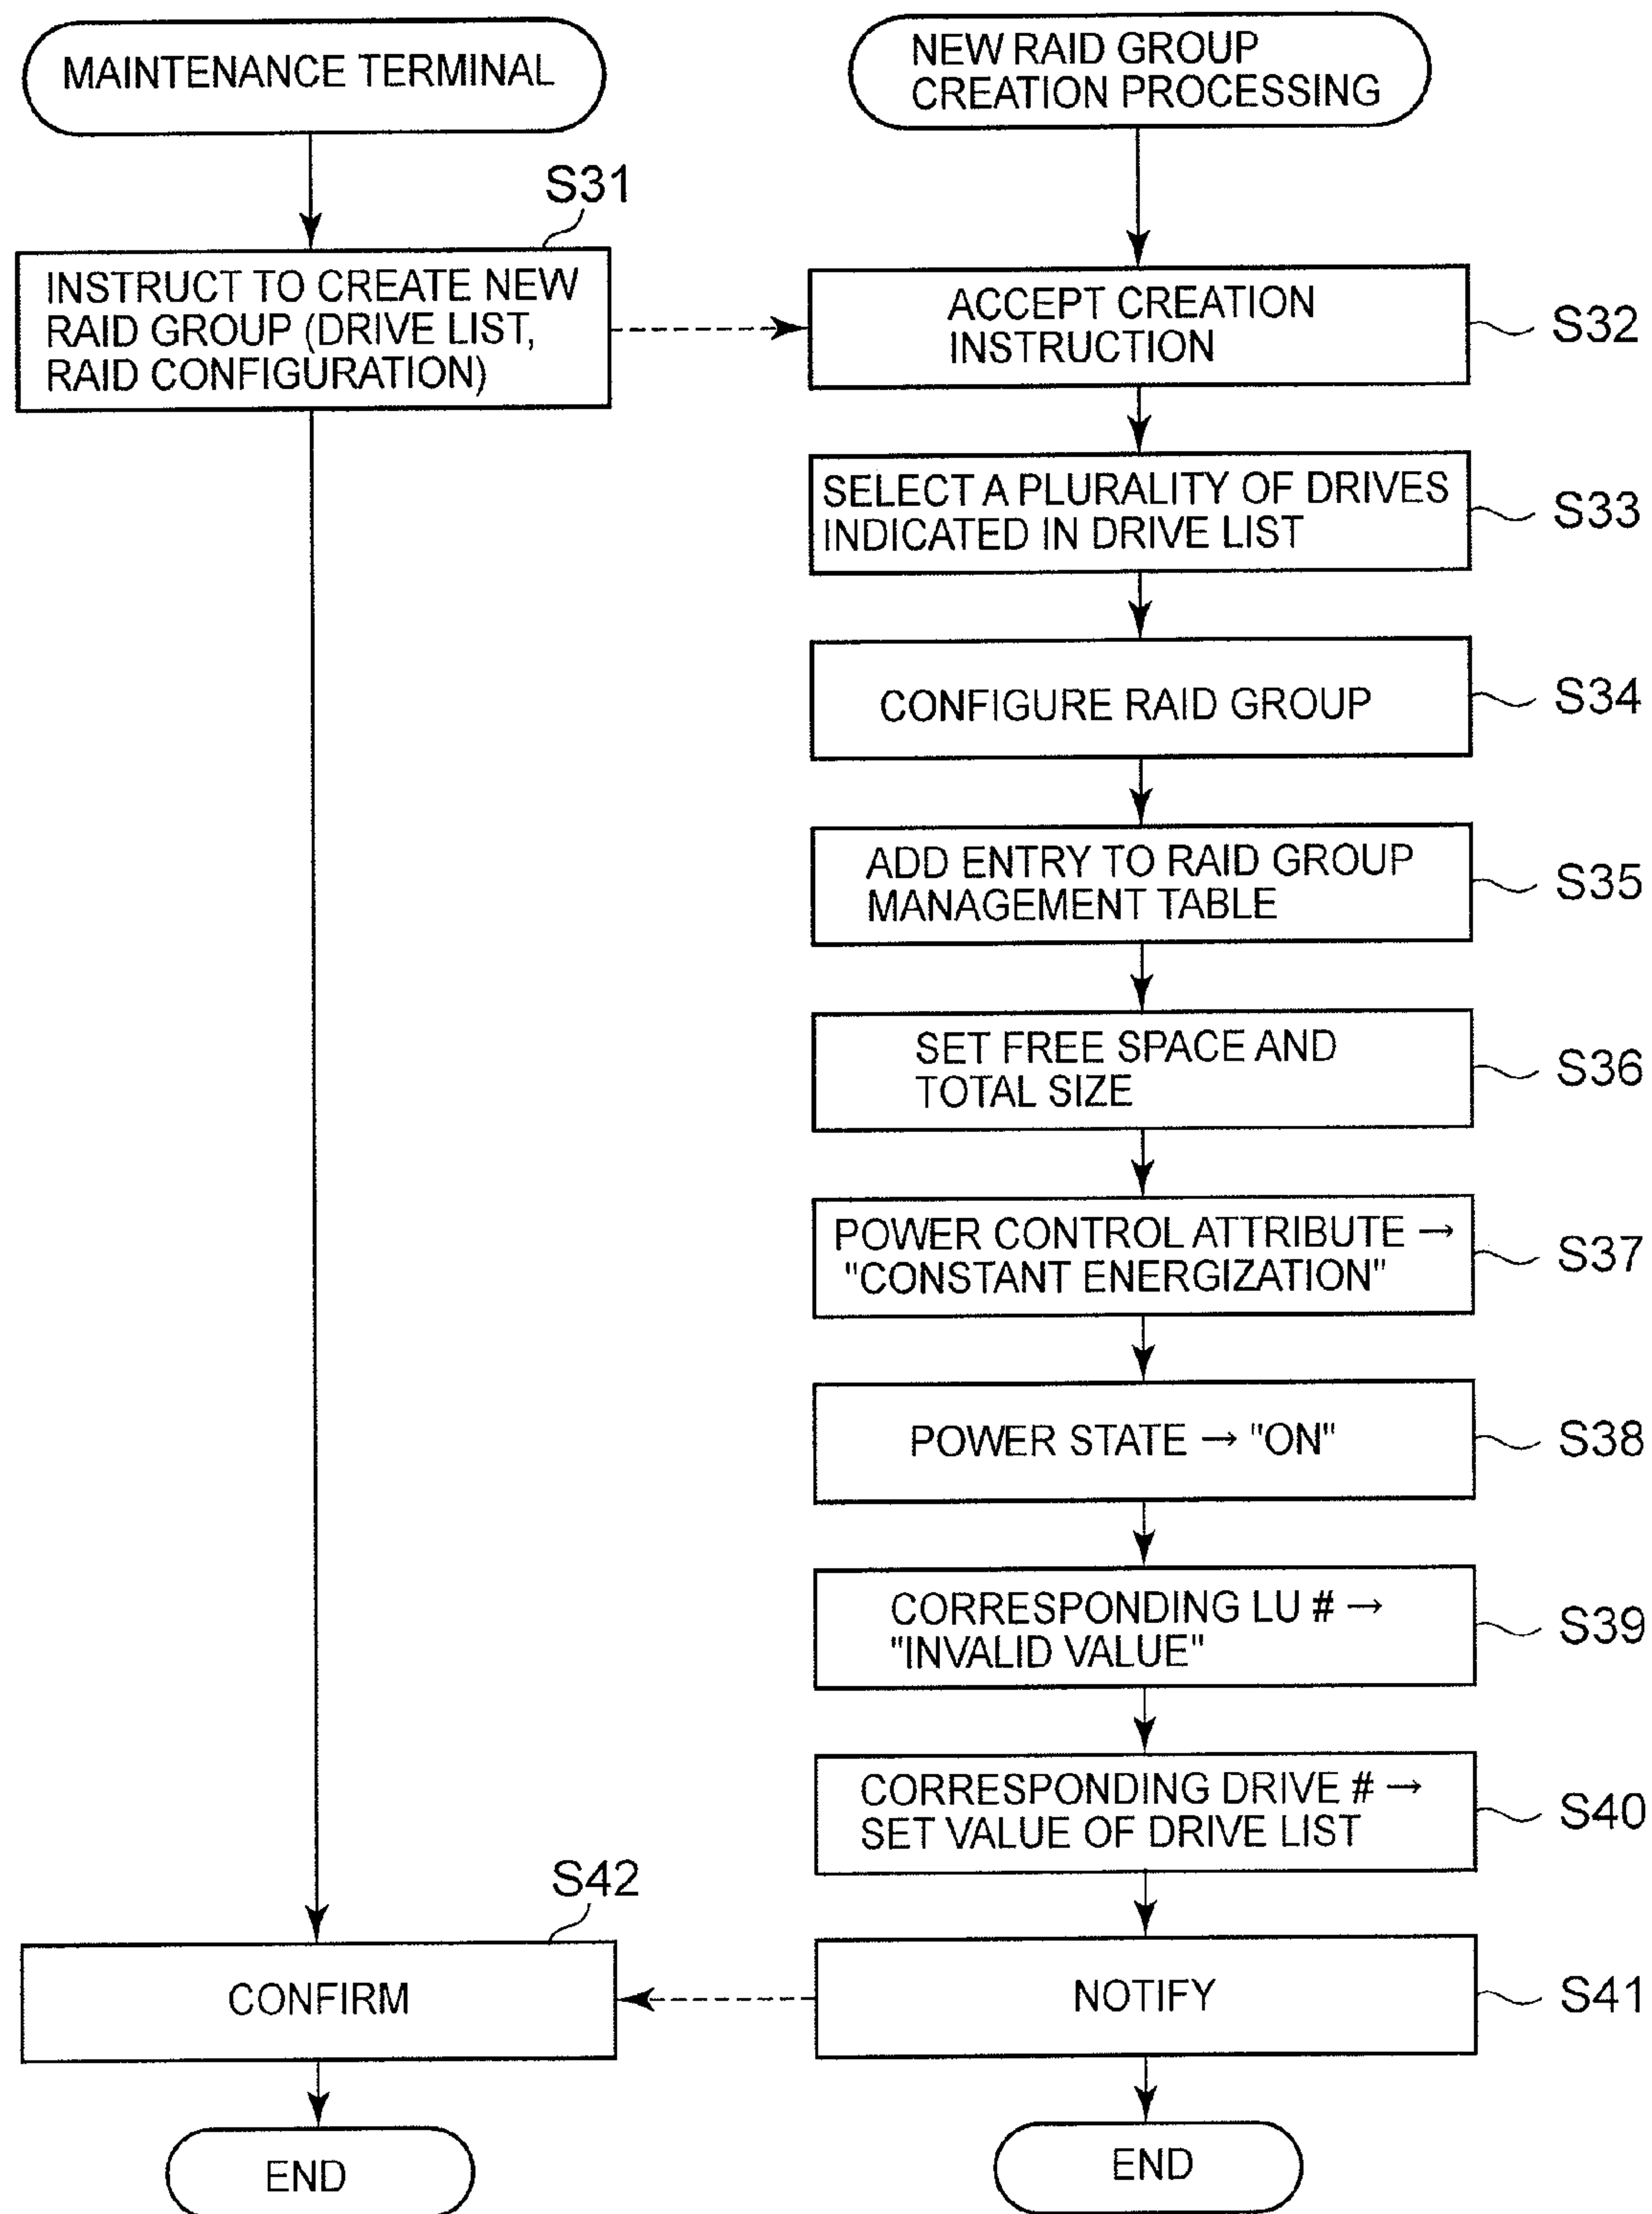 MAINTENANCE TERMINAL
NEW RAID GROUP
CREATION PROCESSING
S31
INSTRUCT TO CREATE NEW
RAID GROUP (DRIVE LIST,
RAID CONFIGURATION)
ACCEPT CREATION
INSTRUCTION
S32
SELECT A PLURALITY OF DRIVES
INDICATED IN DRIVE LIST
S33
CONFIGURE RAID GROUP
S34
ADD ENTRY TO RAID GROUP
MANAGEMENT TABLE
S35
SET FREE SPACE AND
TOTAL SIZE
S36
POWER CONTROL ATTRIBUTE →
"CONSTANT ENERGIZATION"
S37
POWER STATE → "ON"
S38
CORRESPONDING LU # →
"INVALID VALUE"
S39
CORRESPONDING DRIVE # →
SET VALUE OF DRIVE LIST
S40
S42
CONFIRM
NOTIFY
S41
END
END